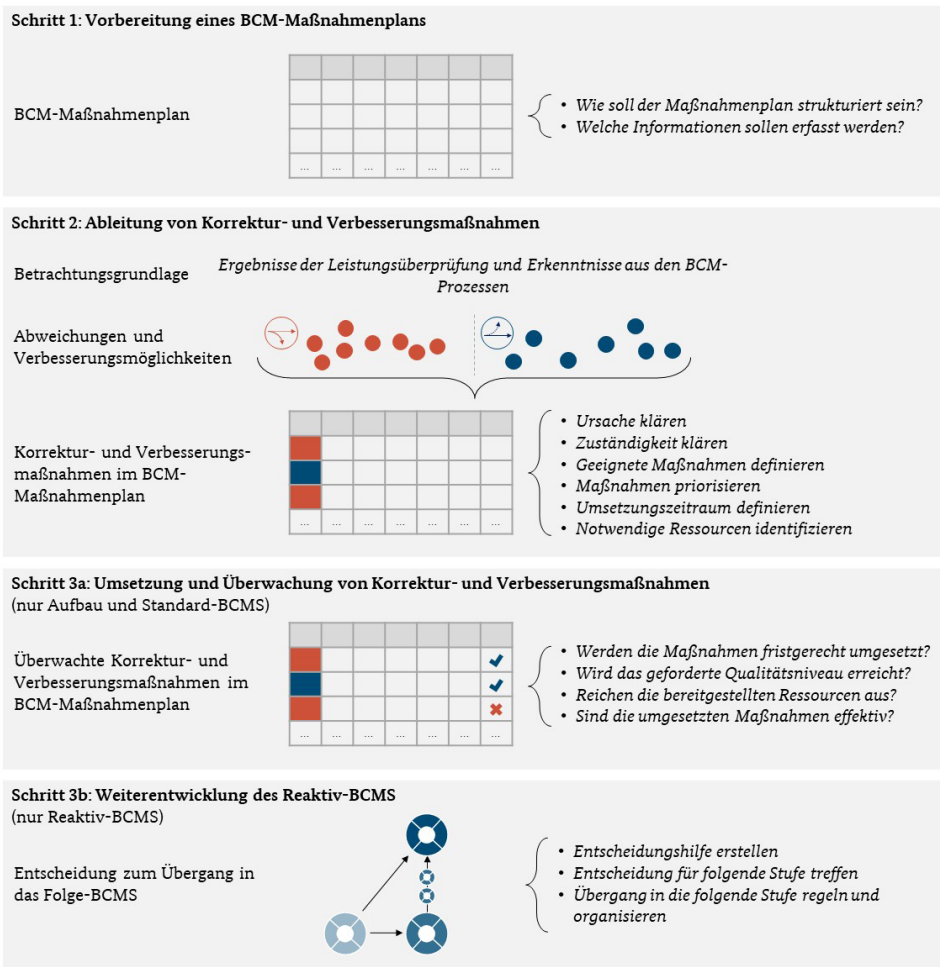 Schritt 1: Vorbereitung eines BCM-Maßnahmenplans
BCM-Maßnahmenplan
... ... ... ... ... ... ...
• Wie soll der Maßnahmenplan strukturiert sein?
• Welche Informationen sollen erfasst werden?
Schritt 2: Ableitung von Korrektur- und Verbesserungsmaßnahmen
Betrachtungsgrundlage
Ergebnisse der Leistungsüberprüfung und Erkenntnisse aus den BCM-
Prozessen
Abweichungen und
Verbesserungsmöglichkeiten
Korrektur- und Verbesserungs-
maßnahmen im BCM-
Maßnahmenplan
... ... ... ... ... ... ...
• Ursache klären
• Zuständigkeit klären
• Geeignete Maßnahmen definieren
• Maßnahmen priorisieren
• Umsetzungszeitraum definieren
• Notwendige Ressourcen identifizieren
Schritt 3a: Umsetzung und Überwachung von Korrektur- und Verbesserungsmaßnahmen
(nur Aufbau und Standard-BCMS)
Überwachte Korrektur- und
Verbesserungsmaßnahmen im
BCM-Maßnahmenplan
... ... ... ... ... ... ...
• Werden die Maßnahmen fristgerecht umgesetzt?
• Wird das geforderte Qualitätsniveau erreicht?
• Reichen die bereitgestellten Ressourcen aus?
• Sind die umgesetzten Maßnahmen effektiv?
Schritt 3b: Weiterentwicklung des Reaktiv-BCMS
(nur Reaktiv-BCMS)
Entscheidung zum Übergang in
das Folge-BCMS
• Entscheidungshilfe erstellen
• Entscheidung für folgende Stufe treffen
• Übergang in die folgende Stufe regeln und
organisieren